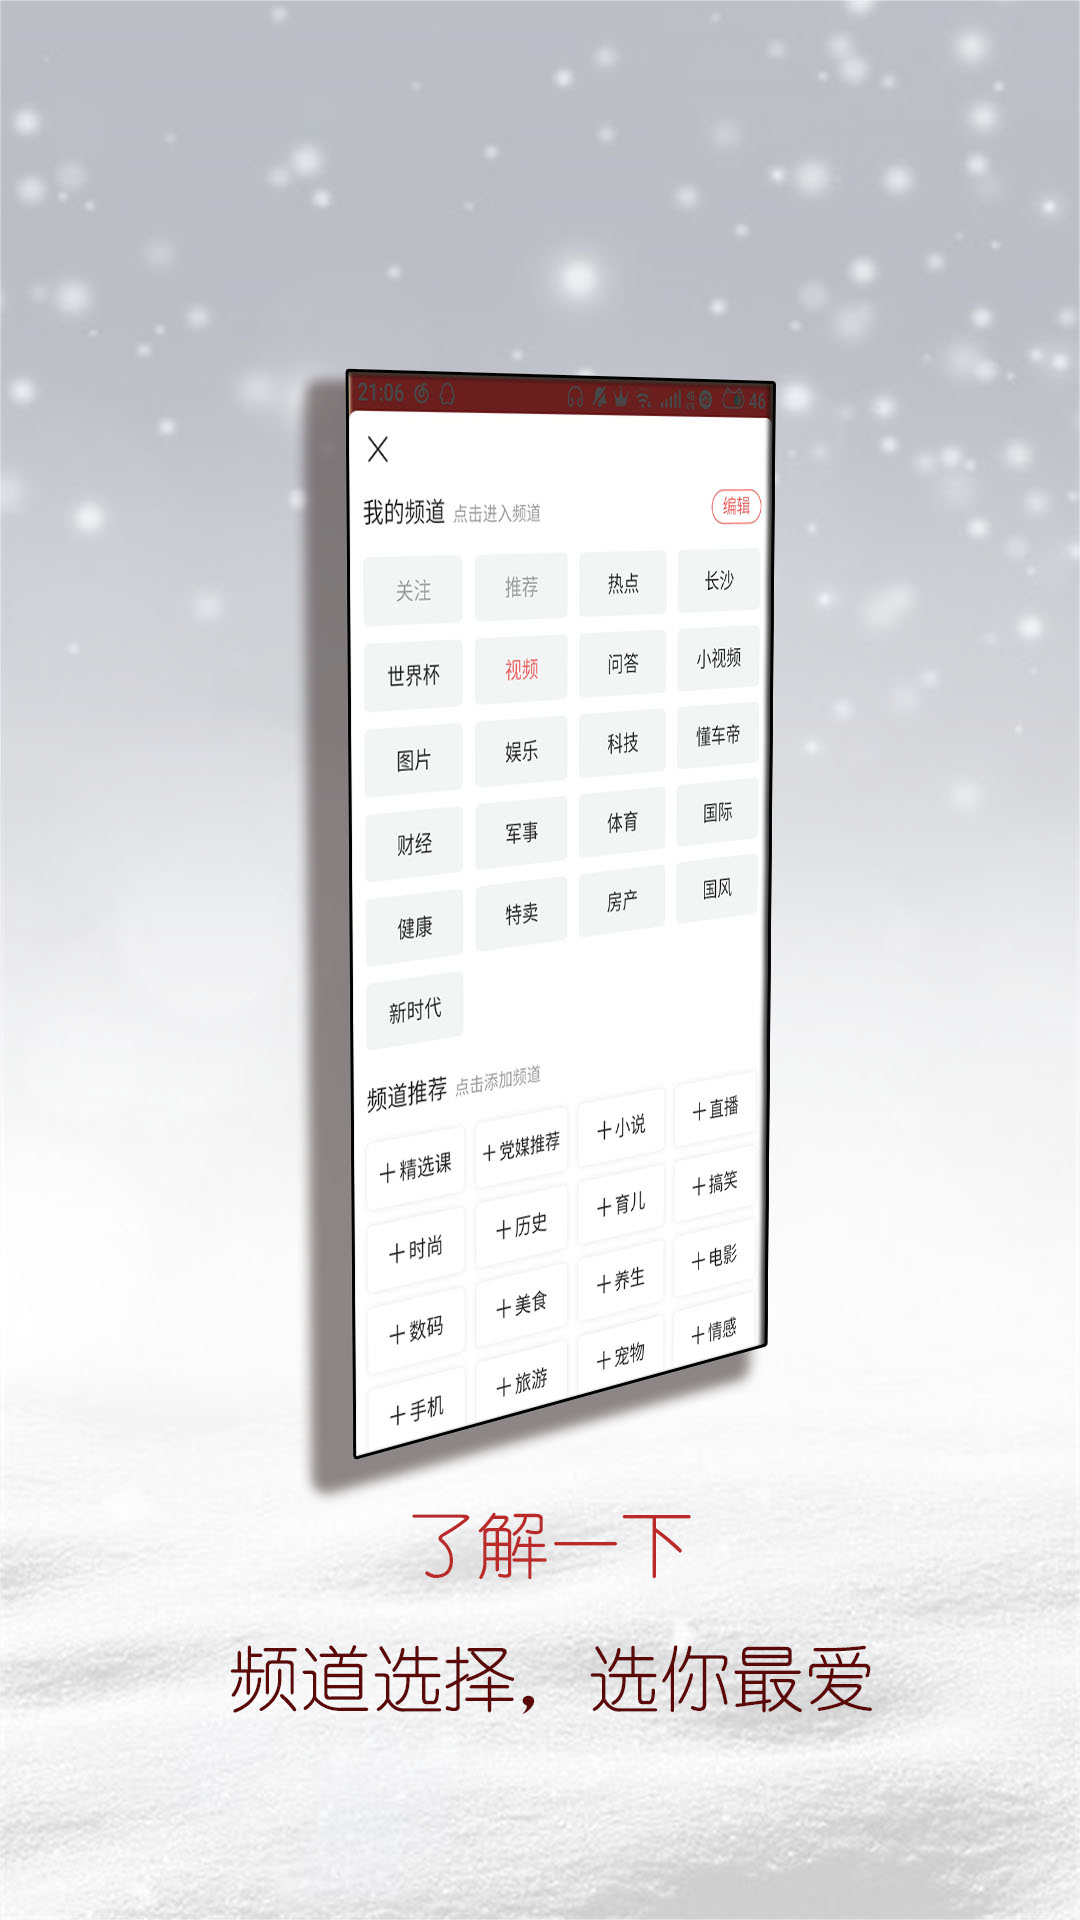 21:06 46
我的频道 点击进入频道 编辑
关注 推荐 热点 长沙
世界杯 视频 问答 小视频
图片 娱乐 科技 懂车帝
财经 军事 体育 国际
健康 特卖 房产 国风
新时代
频道推荐 点击添加频道
+精选课 +党媒推荐 +小说 +直播
+时尚 +历史 +育儿 +搞笑
+数码 +美食 +养生 +电影
+手机 +旅游 +宠物 +情感
了解一下
频道选择，选你最爱